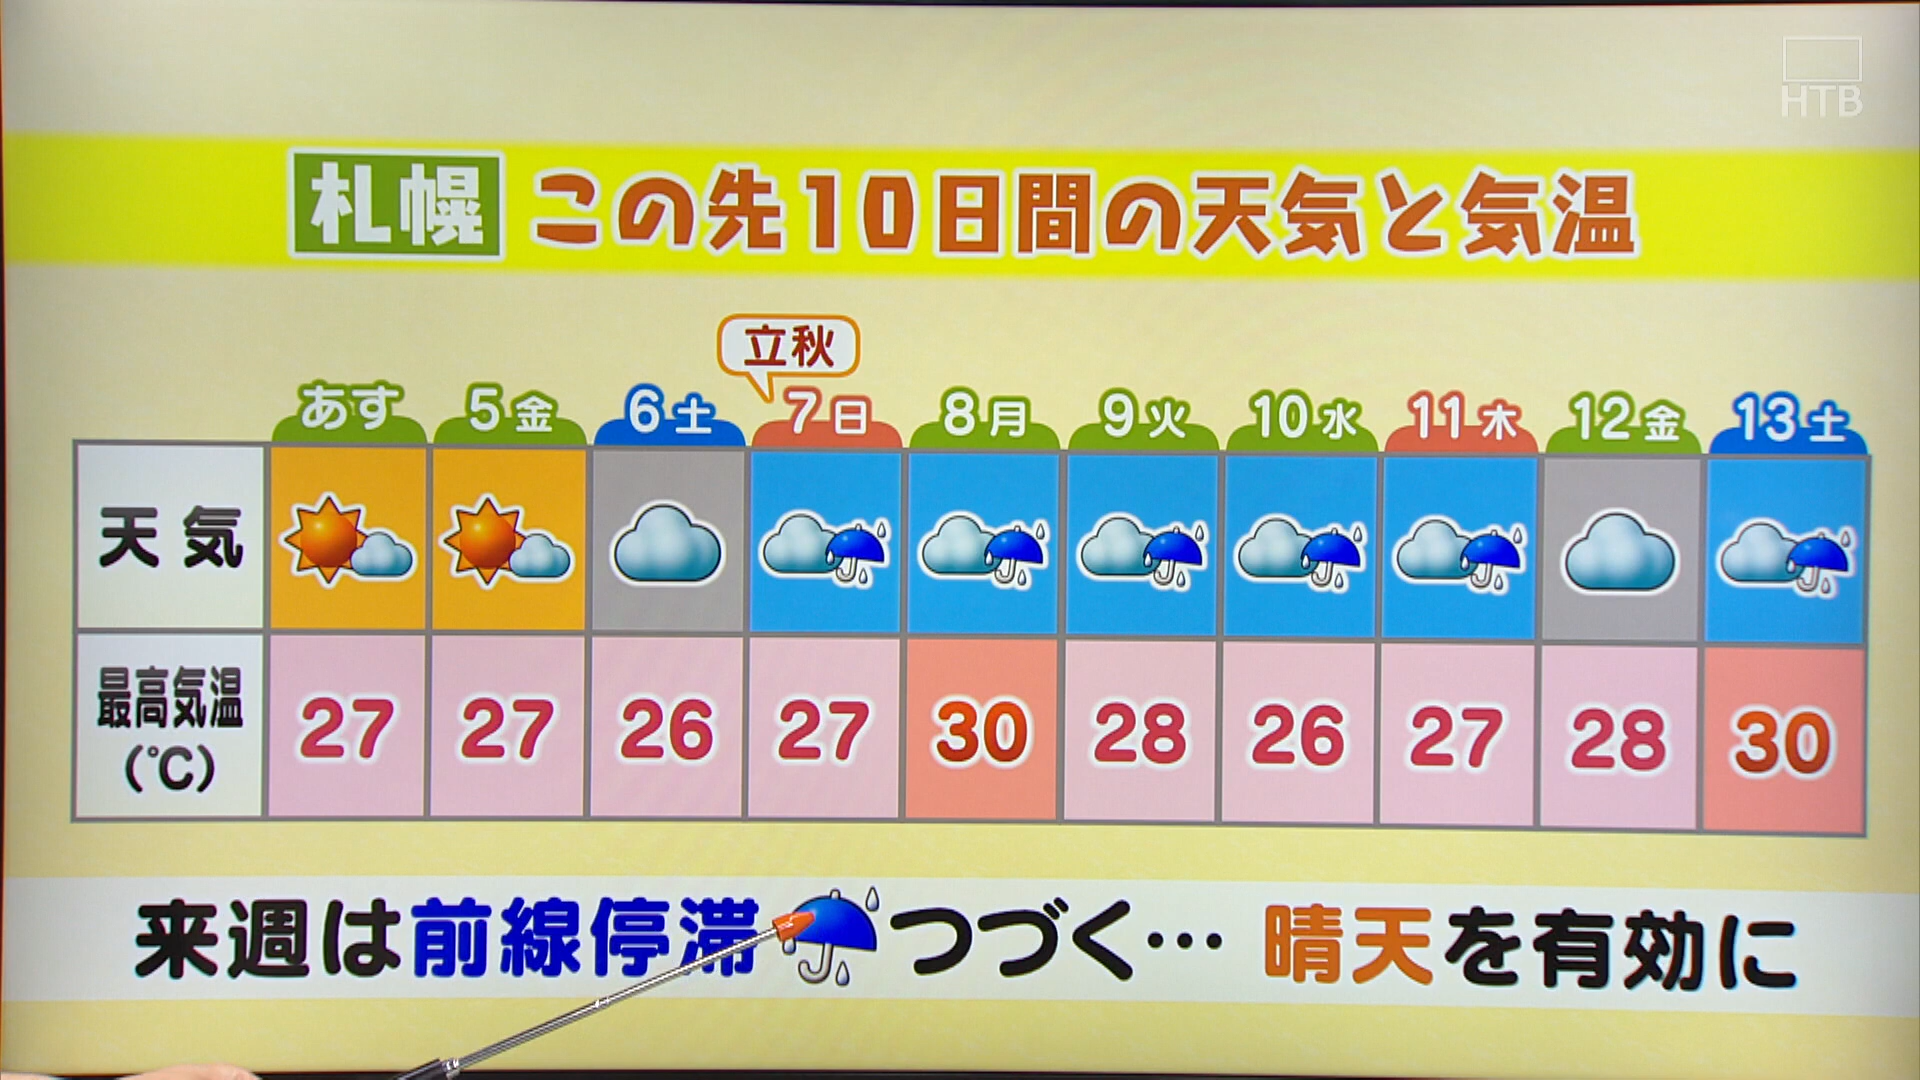 HTB
札幌 この先10日間の天気と気温
立秋
あす 5金 6土 7日 8月 9火 10水 11木 12金 13土
天気
最高気温(℃) 27 27 26 27 30 28 26 27 28 30
来週は前線停滞 つづく… 晴天を有効に